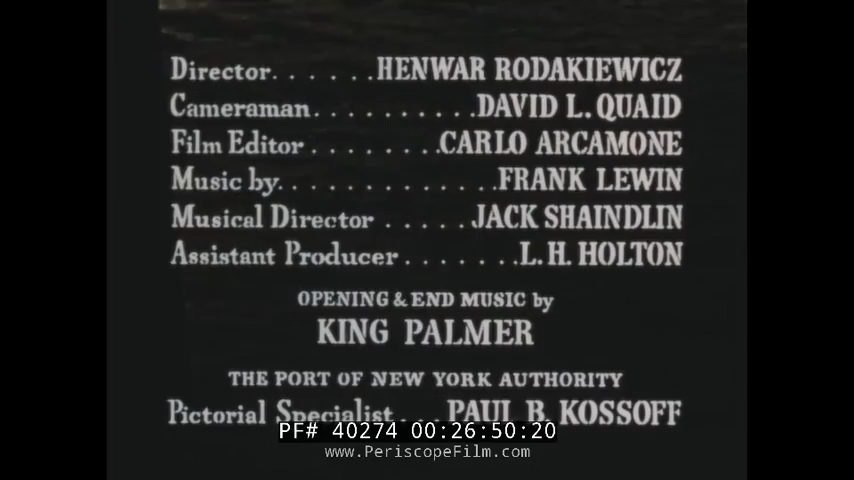 Director. . . . . .HENWAR RODAKIEWICZ
Cameraman. . . . . . . . . .DAVID L. QUAID
Film Editor . . . . . . . .CARLO ARCAMONE
Music by. . . . . . . . . . . . .FRANK LEWIN
Musical Director . . . . .JACK SHAINDLIN
Assistant Producer . . . . . . .L. H. HOLTON
OPENING & END MUSIC by
KING PALMER
THE PORT OF NEW YORK AUTHORITY
Pictorial Specialist. . . PAUL B. KOSSOFF
PF# 40274 00:26:50:20
www.PeriscopeFilm.com